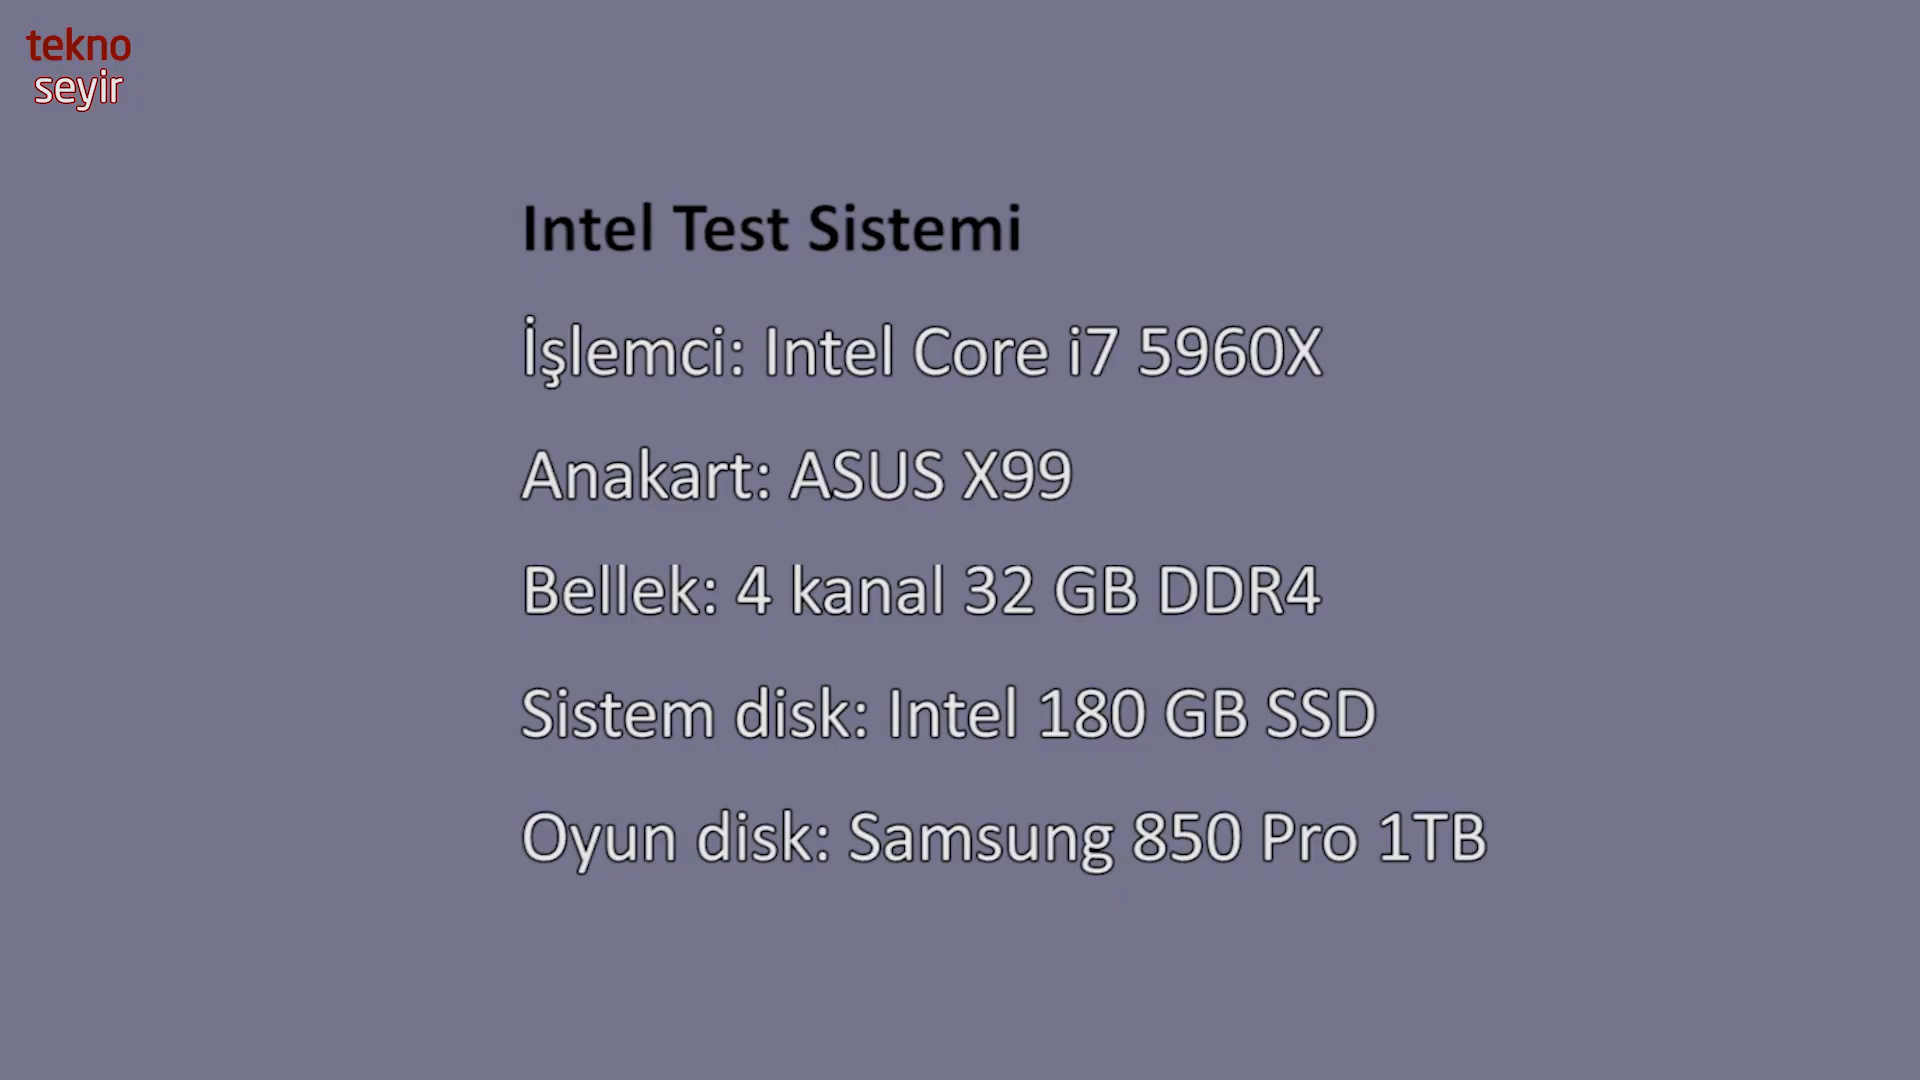 tekno
seyir
Intel Test Sistemi
İşlemci: Intel Core i7 5960X
Anakart: ASUS X99
Bellek: 4 kanal 32 GB DDR4
Sistem disk: Intel 180 GB SSD
Oyun disk: Samsung 850 Pro 1TB